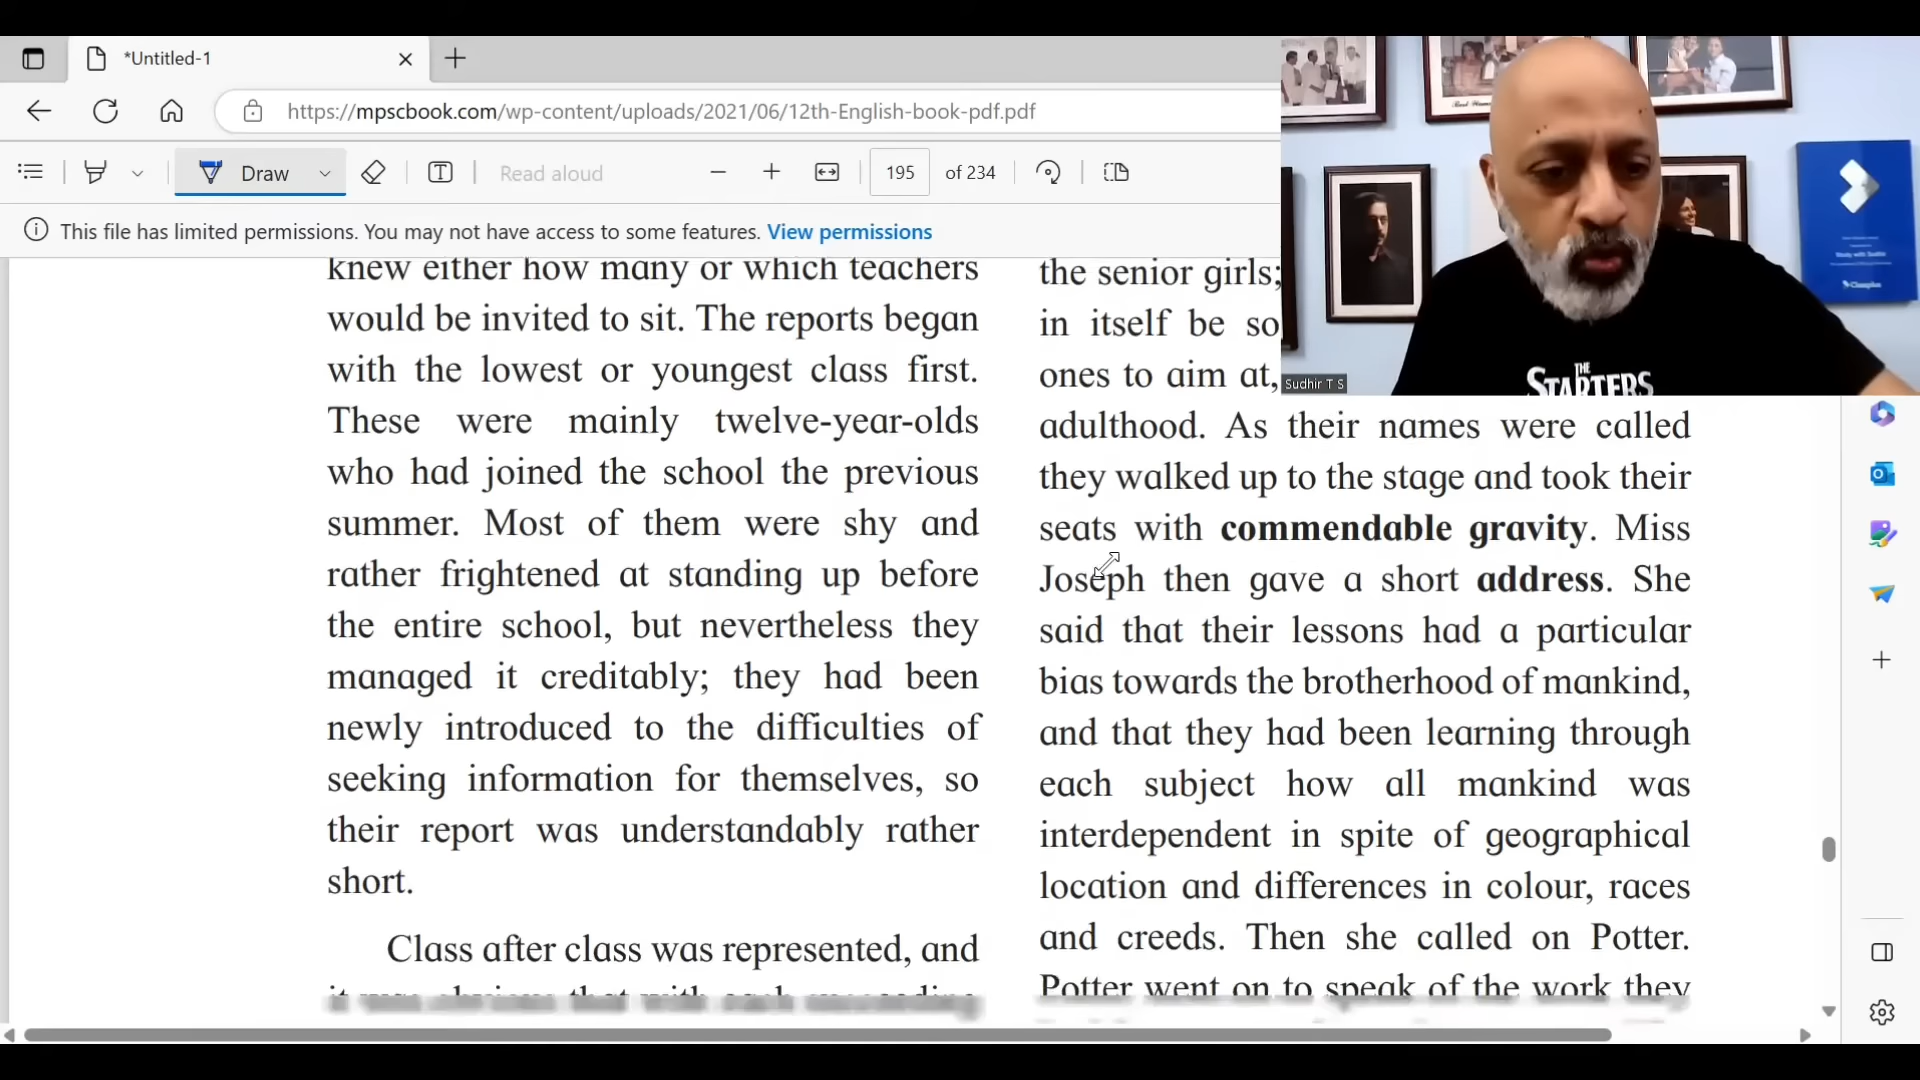 *Untitled-1
https://mpscbook.com/wp-content/uploads/2021/06/12th-English-book-pdf.pdf
Draw
Read aloud
195
of 234
This file has limited permissions. You may not have access to some features. View permissions
knew either how many or which teachers
would be invited to sit. The reports began
with the lowest or youngest class first.
These were mainly twelve-year-olds
who had joined the school the previous
summer. Most of them were shy and
rather frightened at standing up before
the entire school, but nevertheless they
managed it creditably; they had been
newly introduced to the difficulties of
seeking information for themselves, so
their report was understandably rather
short.
Class after class was represented, and
it was obvious that with each succeeding
the senior girls;
in itself be so
ones to aim at,
adulthood. As their names were called
they walked up to the stage and took their
seats with commendable gravity. Miss
Joseph then gave a short address. She
said that their lessons had a particular
bias towards the brotherhood of mankind,
and that they had been learning through
each subject how all mankind was
interdependent in spite of geographical
location and differences in colour, races
and creeds. Then she called on Potter.
Potter went on to speak of the work they
Sudhir T S
THE
STARTERS